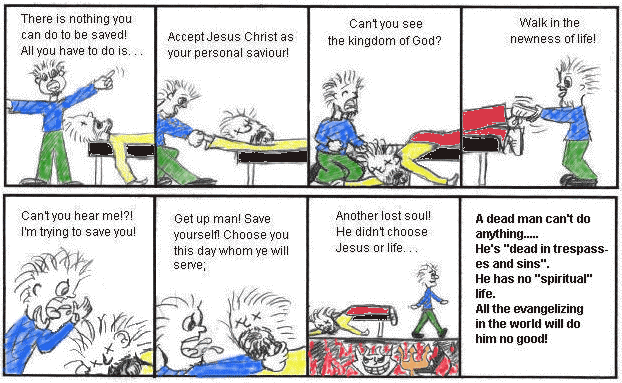 There is nothing you
can do to be saved!
All you have to do is. . .
Accept Jesus Christ as
your personal saviour!
Can't you see
the kingdom of God?
Walk in the
newness of life!
Can't you hear me!?!
I'm trying to save you!
Get up man! Save
yourself! Choose you
this day whom ye will
serve;
Another lost soul!
He didn't choose
Jesus or life. . .
A dead man can't do
anything.....
He's "dead in trespass-
es and sins".
He has no "spiritual"
life.
All the evangelizing
in the world will do
him no good!